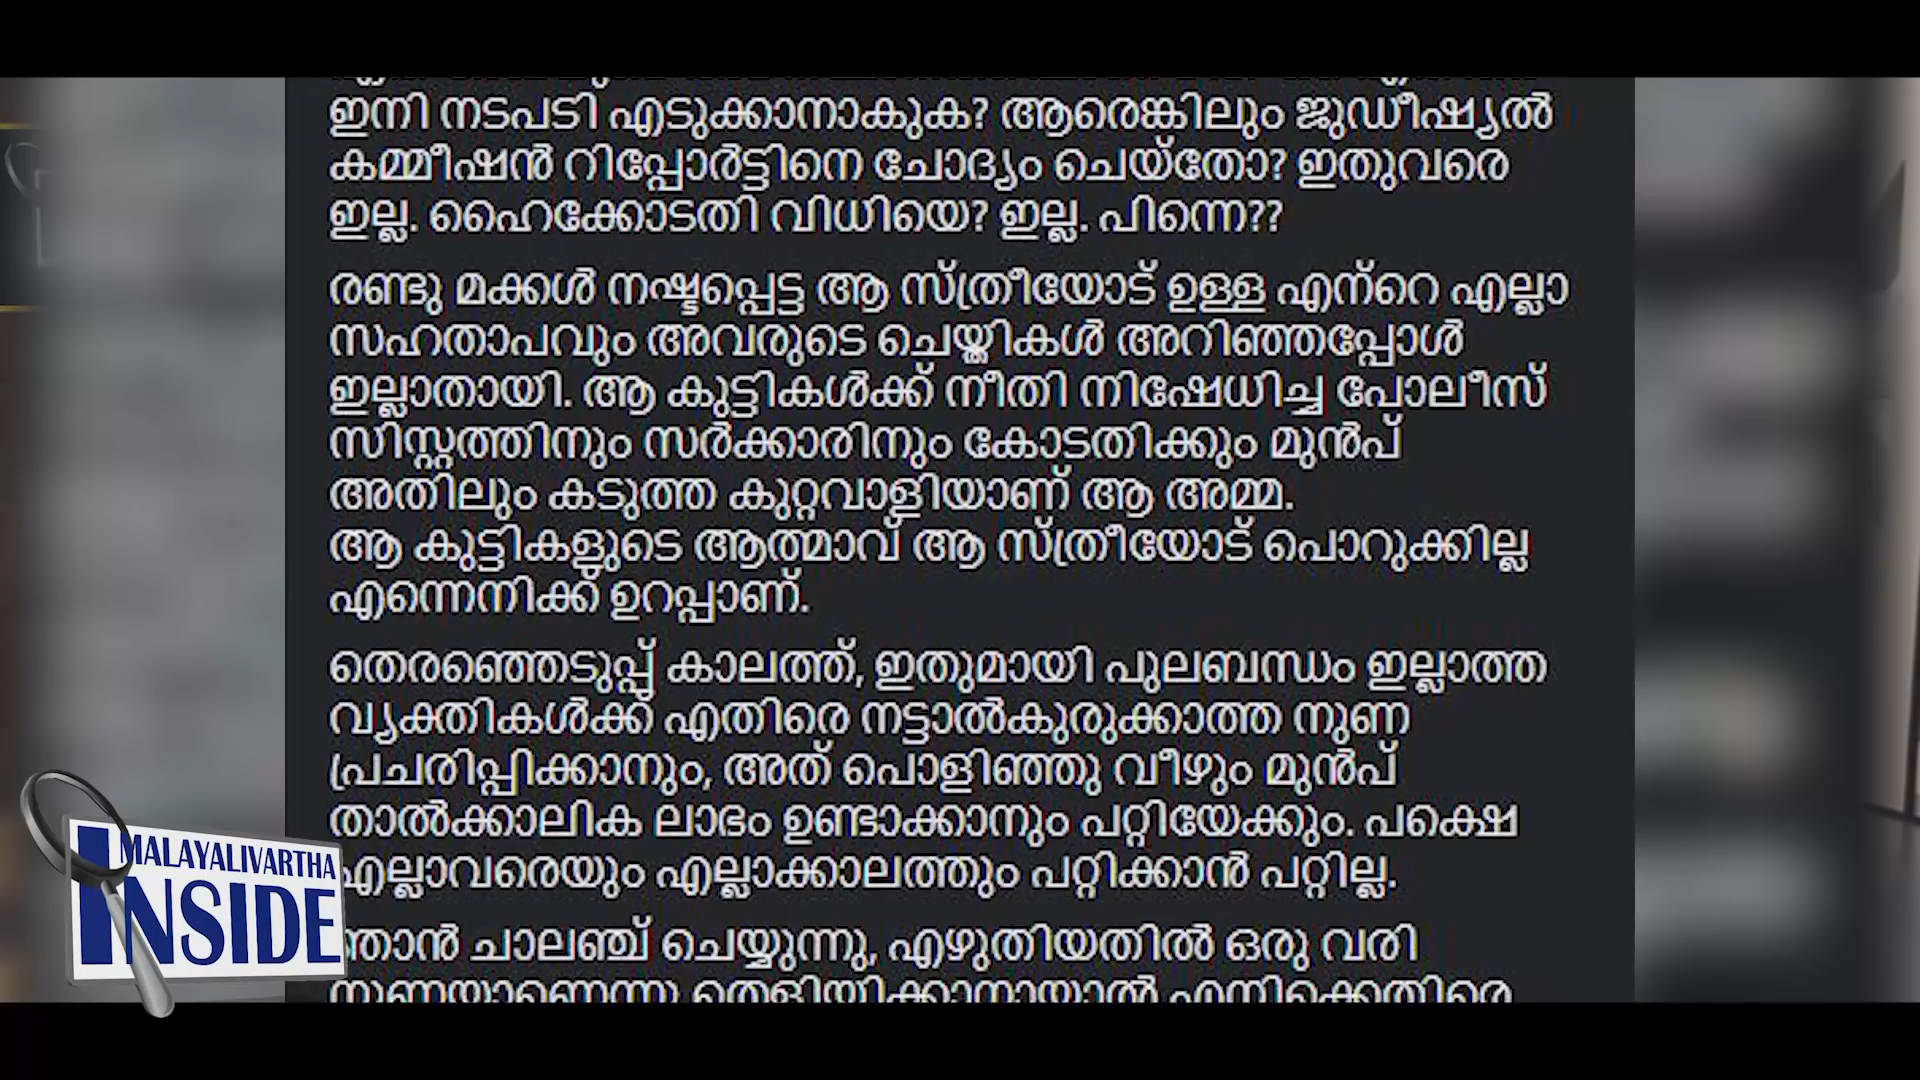 ഇന്നി നടപടി എടുക്കാനാകുക? ആരെങ്കിലും ജുഡീഷ്യൽ
കമ്മീഷൻ റിപ്പോർട്ടിനെ ചോദ്യം ചെയ്തോ? ഇതുവരെ
ഇല്ല. ഹൈക്കോടതി വിധിയെ? ഇല്ല. പിന്നെ??
രണ്ടു മക്കൾ നഷ്ടപ്പെട്ട ആ സ്ത്രീയോട് ഉള്ള എന്റെ എല്ലാ
സഹതാപവും അവരുടെ ചെയ്തികൾ അറിഞ്ഞപ്പോൾ
ഇല്ലാതായി. ആ കുട്ടികൾക്ക് നീതി നിഷേധിച്ച പോലീസ്
സിസ്റ്റത്തിനും സർക്കാരിനും കോടതിക്കും മുൻപ്
അതിലും കടുത്ത കുറ്റവാളിയാണ് ആ അമ്മ.
ആ കുട്ടികളുടെ ആത്മാവ് ആ സ്ത്രീയോട് പൊറുക്കില്ല
എന്നെനിക്ക് ഉറപ്പാണ്.
തെരഞ്ഞെടുപ്പ് കാലത്ത്, ഇതുമായി പുലബന്ധം ഇല്ലാത്ത
വ്യക്തികൾക്ക് എതിരെ നട്ടാൽകുരുക്കാത്ത നുണ
പ്രചരിപ്പിക്കാനും, അത് പൊളിഞ്ഞു വീഴും മുൻപ്
താൽക്കാലിക ലാഭം ഉണ്ടാക്കാനും പറ്റിയേക്കും. പക്ഷെ
എല്ലാവരെയും എല്ലാക്കാലത്തും പറ്റിക്കാൻ പറ്റില്ല.
ഞാൻ ചാലഞ്ച് ചെയ്യുന്നു, എഴുതിയതിൽ ഒരു വരി
നുണയാണെന്നു തെളിയിക്കാനായാൽ എനിക്കെതിരെ
MALAYALIVARTHA
INSIDE